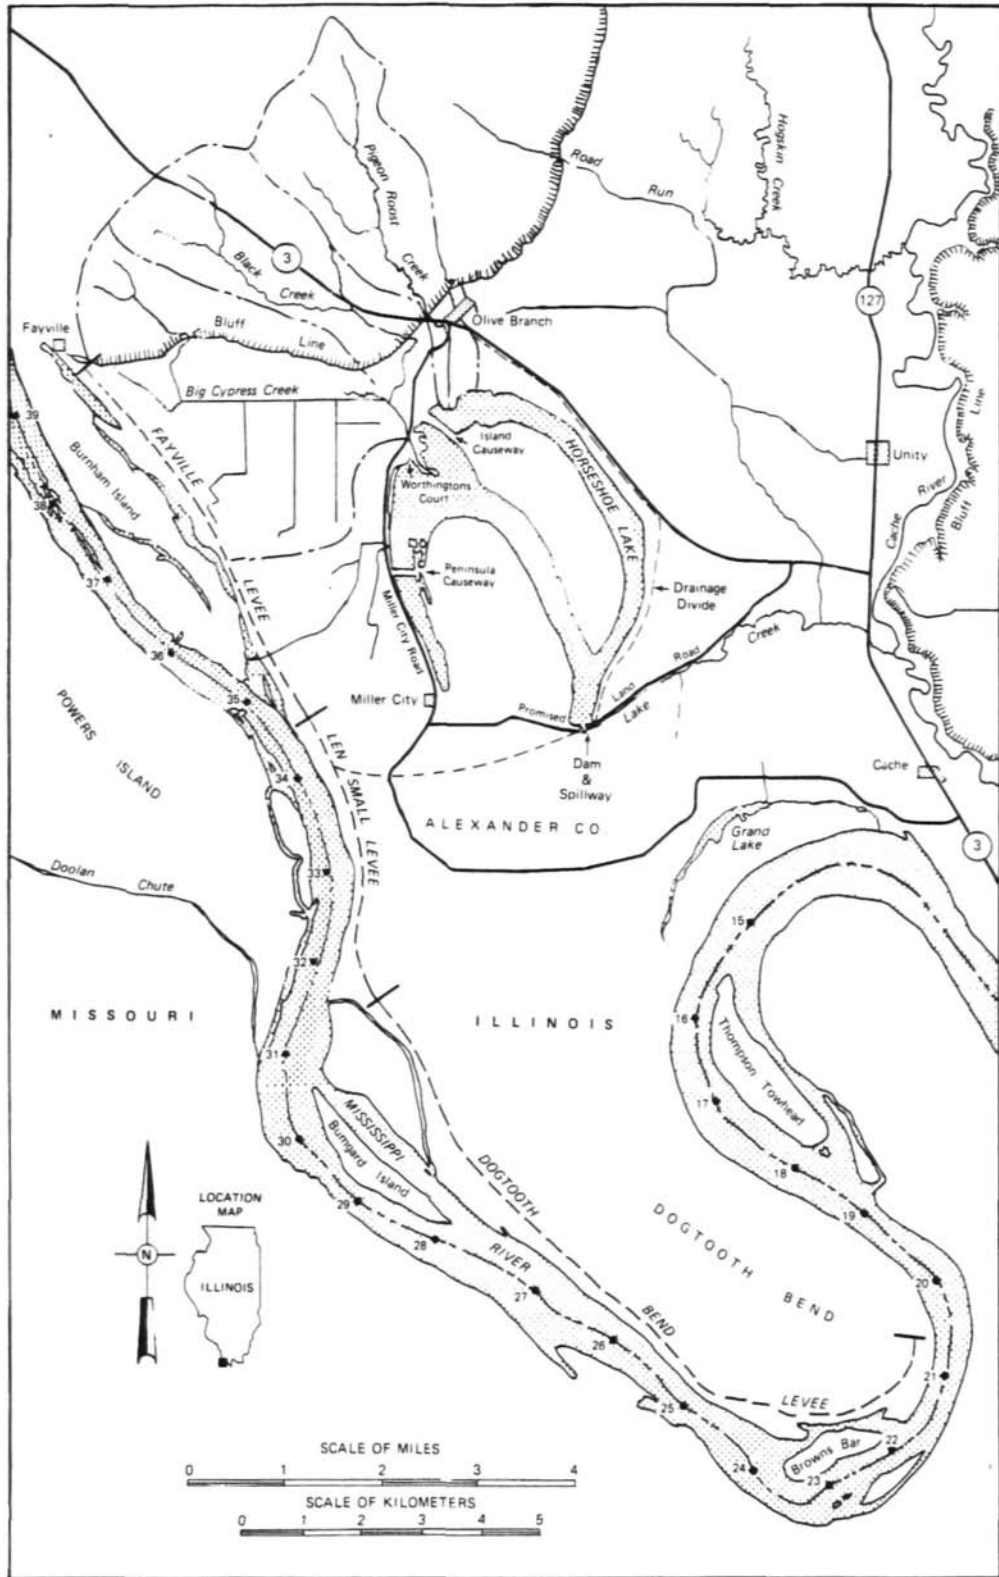 Pigeon Roost
Creek
Road
Run
Hogskin Creek
Black
Creek
3
127
Fayville
Bluff
Line
Olive Branch
Big Cypress Creek
Island
Causeway
Worthingtons
Court
HORSESHOE LAKE
Unity
Cache
River
Bluff
Line
39
38
37
36
35
34
33
32
31
30
29
28
27
26
25
24
23
22
21
20
19
18
17
16
15
Burnham Island
FAYVILLE
LEVEE
Peninsula
Causeway
Drainage
Divide
Miller City Road
Miller City
Promised
Land
Road
Lake
Creek
Dam
&
Spillway
POWERS
ISLAND
LEN
SMALL LEVEE
ALEXANDER CO.
Cache
3
Grand
Lake
Doolan
Chute
MISSOURI
ILLINOIS
Thompson Towhead
MISSISSIPPI
RIVER
Bumgard
Island
DOGTOOTH
BEND
LEVEE
DOGTOOTH
BEND
Browns Bar
N
LOCATION
MAP
ILLINOIS
SCALE OF MILES
0 1 2 3 4
SCALE OF KILOMETERS
0 1 2 3 4 5